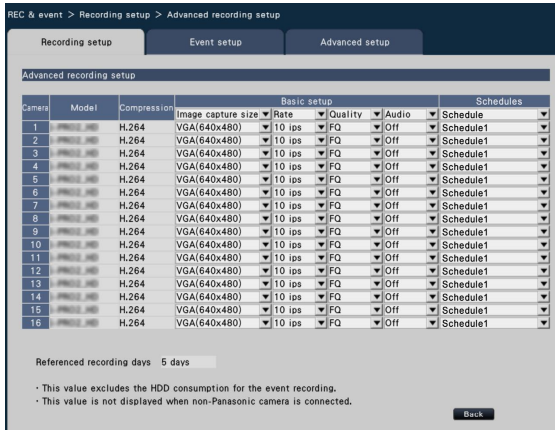 REC & event > Recording setup > Advanced recording setup
Recording setup Event setup Advanced setup
Advanced recording setup
Camera Model Compression Basic setup Schedules
Image capture size Rate Quality Audio Schedule
1 H.264 VGA(640x480) 10 ips FQ Off Schedule1
2 H.264 VGA(640x480) 10 ips FQ Off Schedule1
3 H.264 VGA(640x480) 10 ips FQ Off Schedule1
4 H.264 VGA(640x480) 10 ips FQ Off Schedule1
5 H.264 VGA(640x480) 10 ips FQ Off Schedule1
6 H.264 VGA(640x480) 10 ips FQ Off Schedule1
7 H.264 VGA(640x480) 10 ips FQ Off Schedule1
8 H.264 VGA(640x480) 10 ips FQ Off Schedule1
9 H.264 VGA(640x480) 10 ips FQ Off Schedule1
10 H.264 VGA(640x480) 10 ips FQ Off Schedule1
11 H.264 VGA(640x480) 10 ips FQ Off Schedule1
12 H.264 VGA(640x480) 10 ips FQ Off Schedule1
13 H.264 VGA(640x480) 10 ips FQ Off Schedule1
14 H.264 VGA(640x480) 10 ips FQ Off Schedule1
15 H.264 VGA(640x480) 10 ips FQ Off Schedule1
16 H.264 VGA(640x480) 10 ips FQ Off Schedule1
Referenced recording days 5 days
・This value excludes the HDD consumption for the event recording.
・This value is not displayed when non-Panasonic camera is connected.
Back